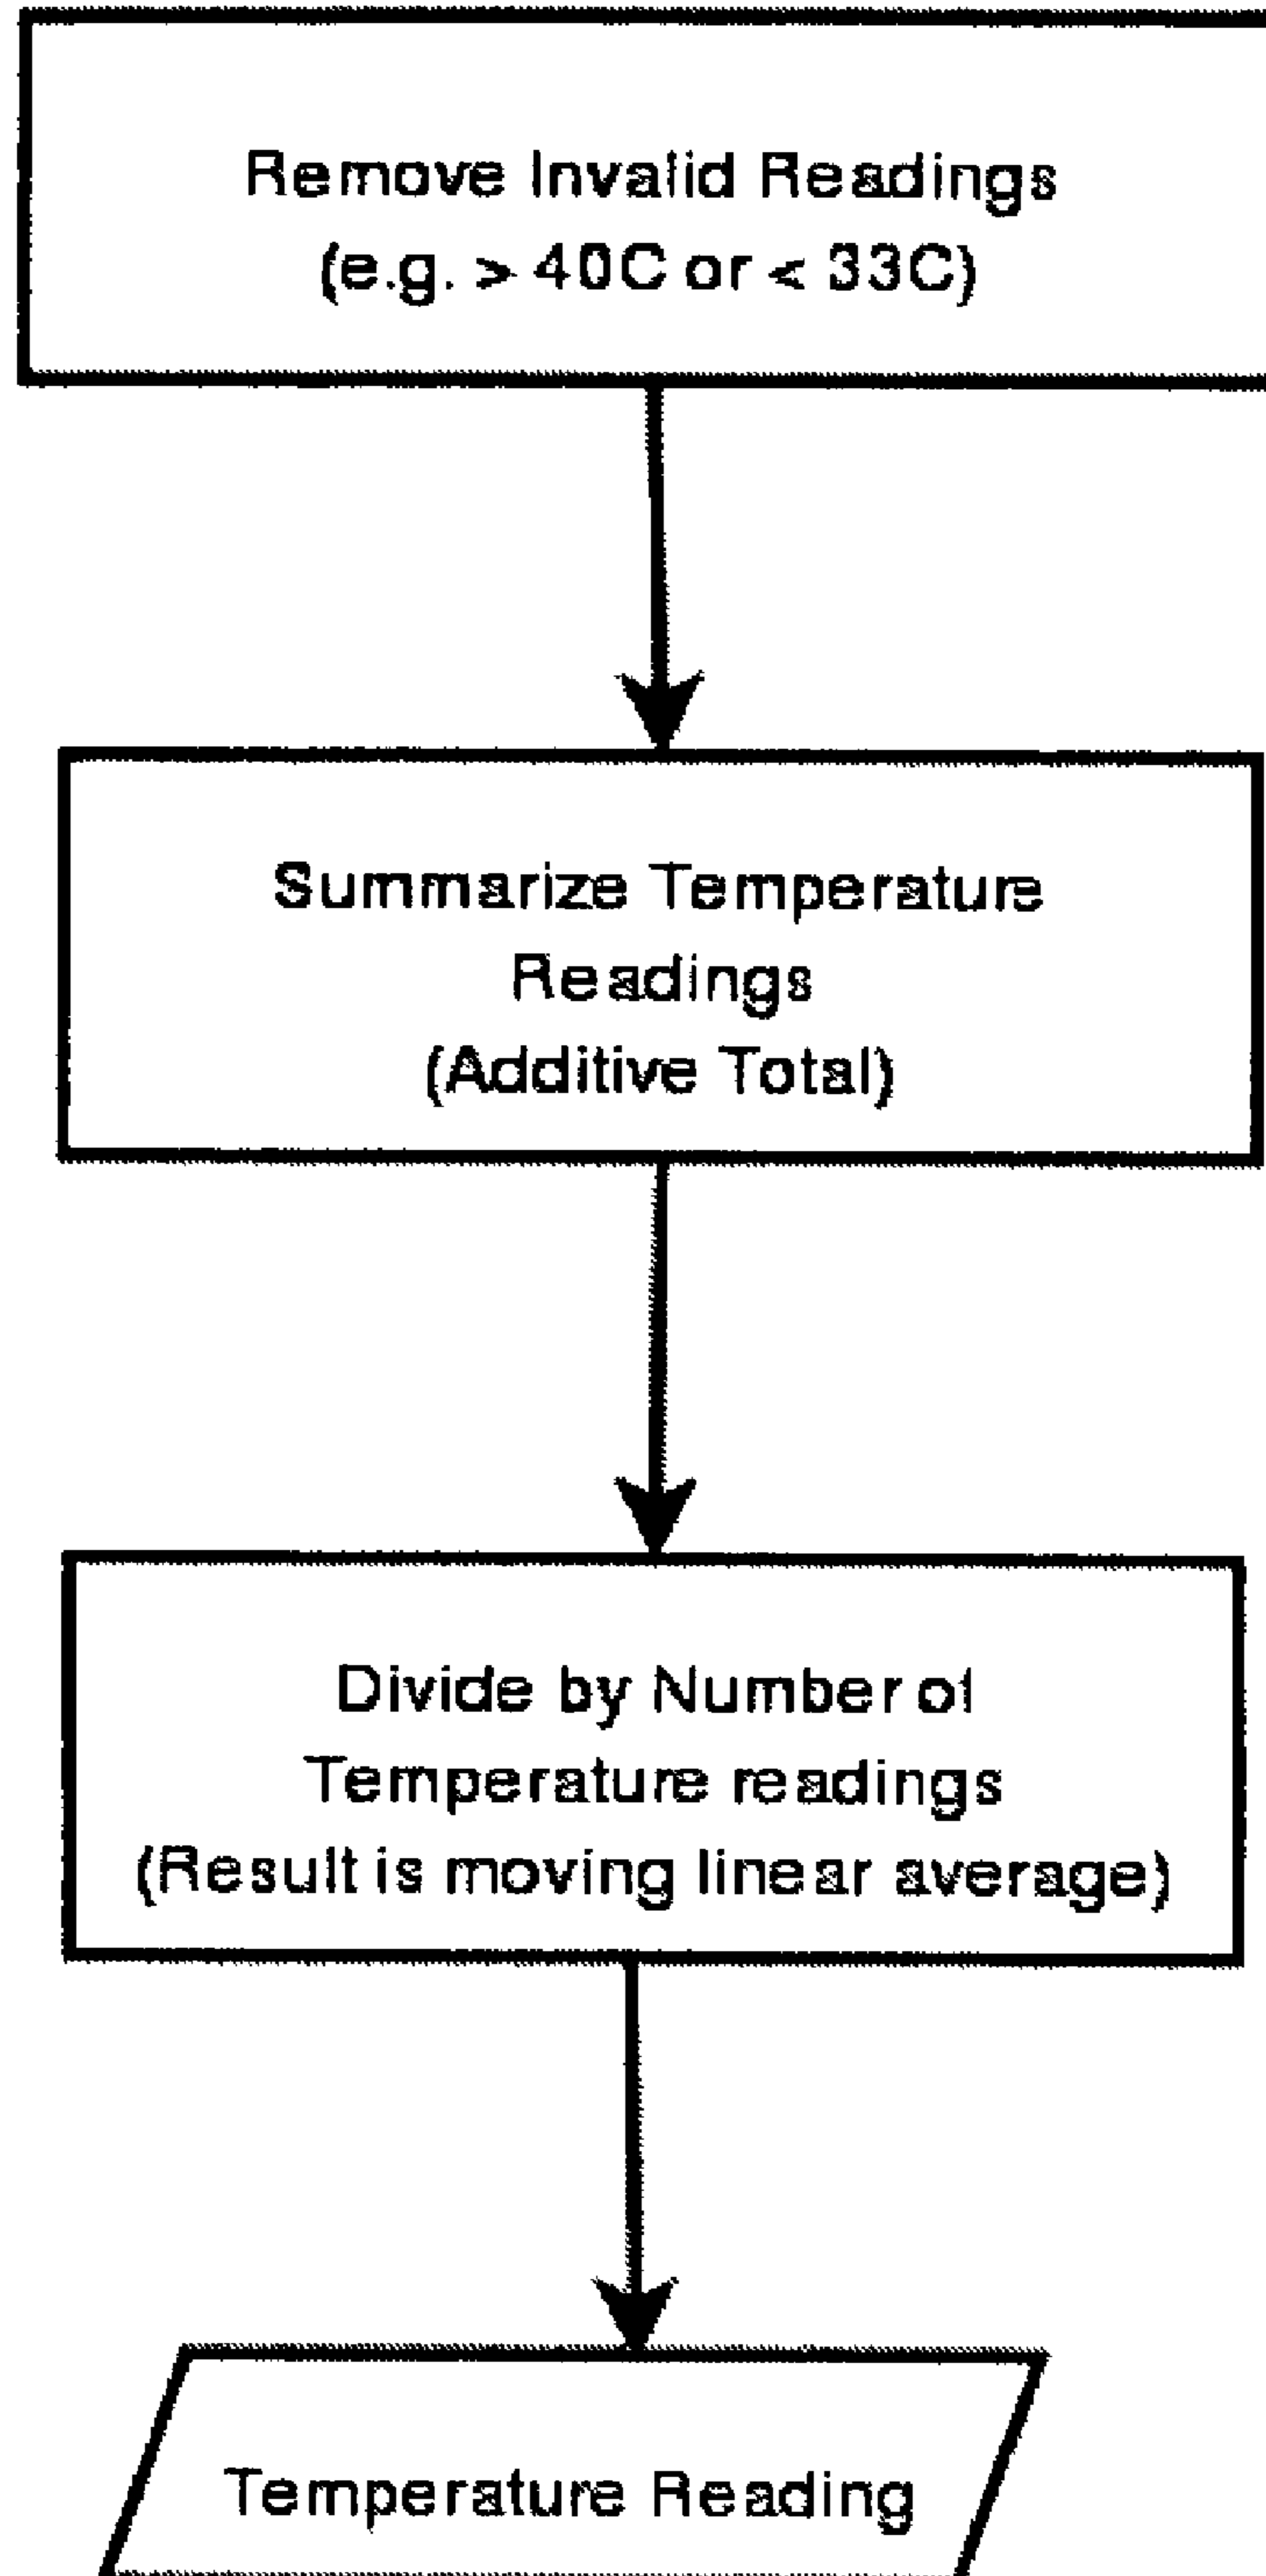 Remove Invalid Readings
(e.g. > 40C or < 33C)
Summarize Temperature
Readings
(Additive Total)
Divide by Number of
Temperature readings
(Result is moving linear average)
Temperature Reading